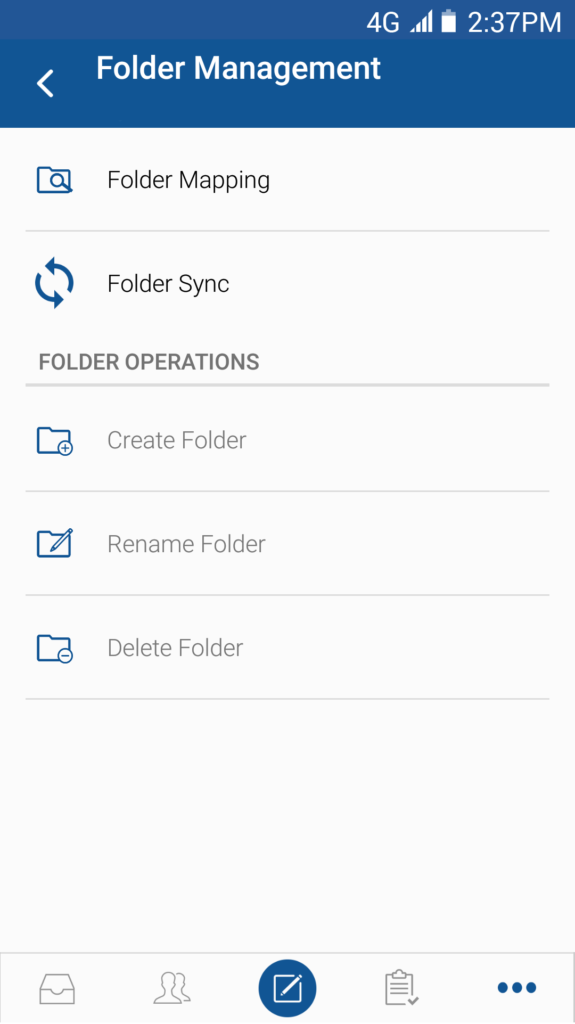 4G 2:37PM
Folder Management
Folder Mapping
Folder Sync
FOLDER OPERATIONS
Create Folder
Rename Folder
Delete Folder